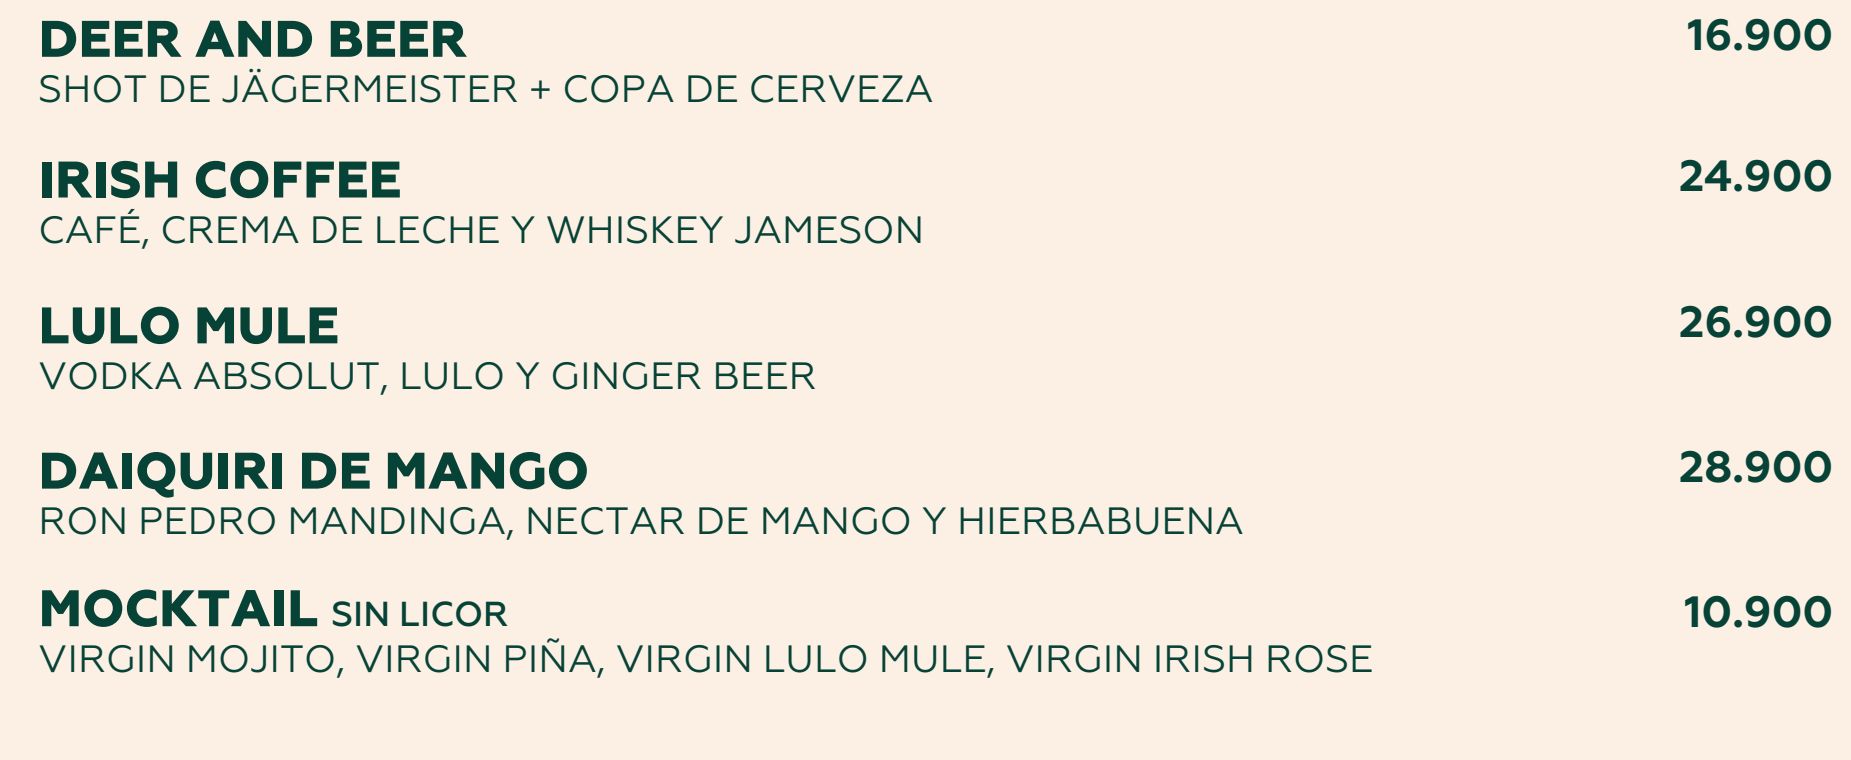 DEER AND BEER 16.900
SHOT DE JÄGERMEISTER + COPA DE CERVEZA
IRISH COFFEE 24.900
CAFÉ, CREMA DE LECHE Y WHISKEY JAMESON
LULO MULE 26.900
VODKA ABSOLUT, LULO Y GINGER BEER
DAIQUIRI DE MANGO 28.900
RON PEDRO MANDINGA, NECTAR DE MANGO Y HIERBABUENA
MOCKTAIL SIN LICOR 10.900
VIRGIN MOJITO, VIRGIN PIÑA, VIRGIN LULO MULE, VIRGIN IRISH ROSE